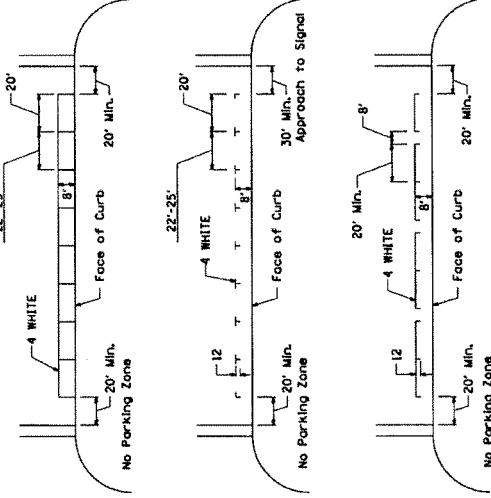 20'
4 WHITE
8'
Face of Curb
20' Min.
20' Min.
No Parking Zone
22'-25'
20'
4 WHITE
12
8'
Face of Curb
30' Min.
Approach to Signal
20' Min.
No Parking Zone
20' Min.
8'
4 WHITE
12
8'
Face of Curb
20' Min.
20' Min.
No Parking Zone